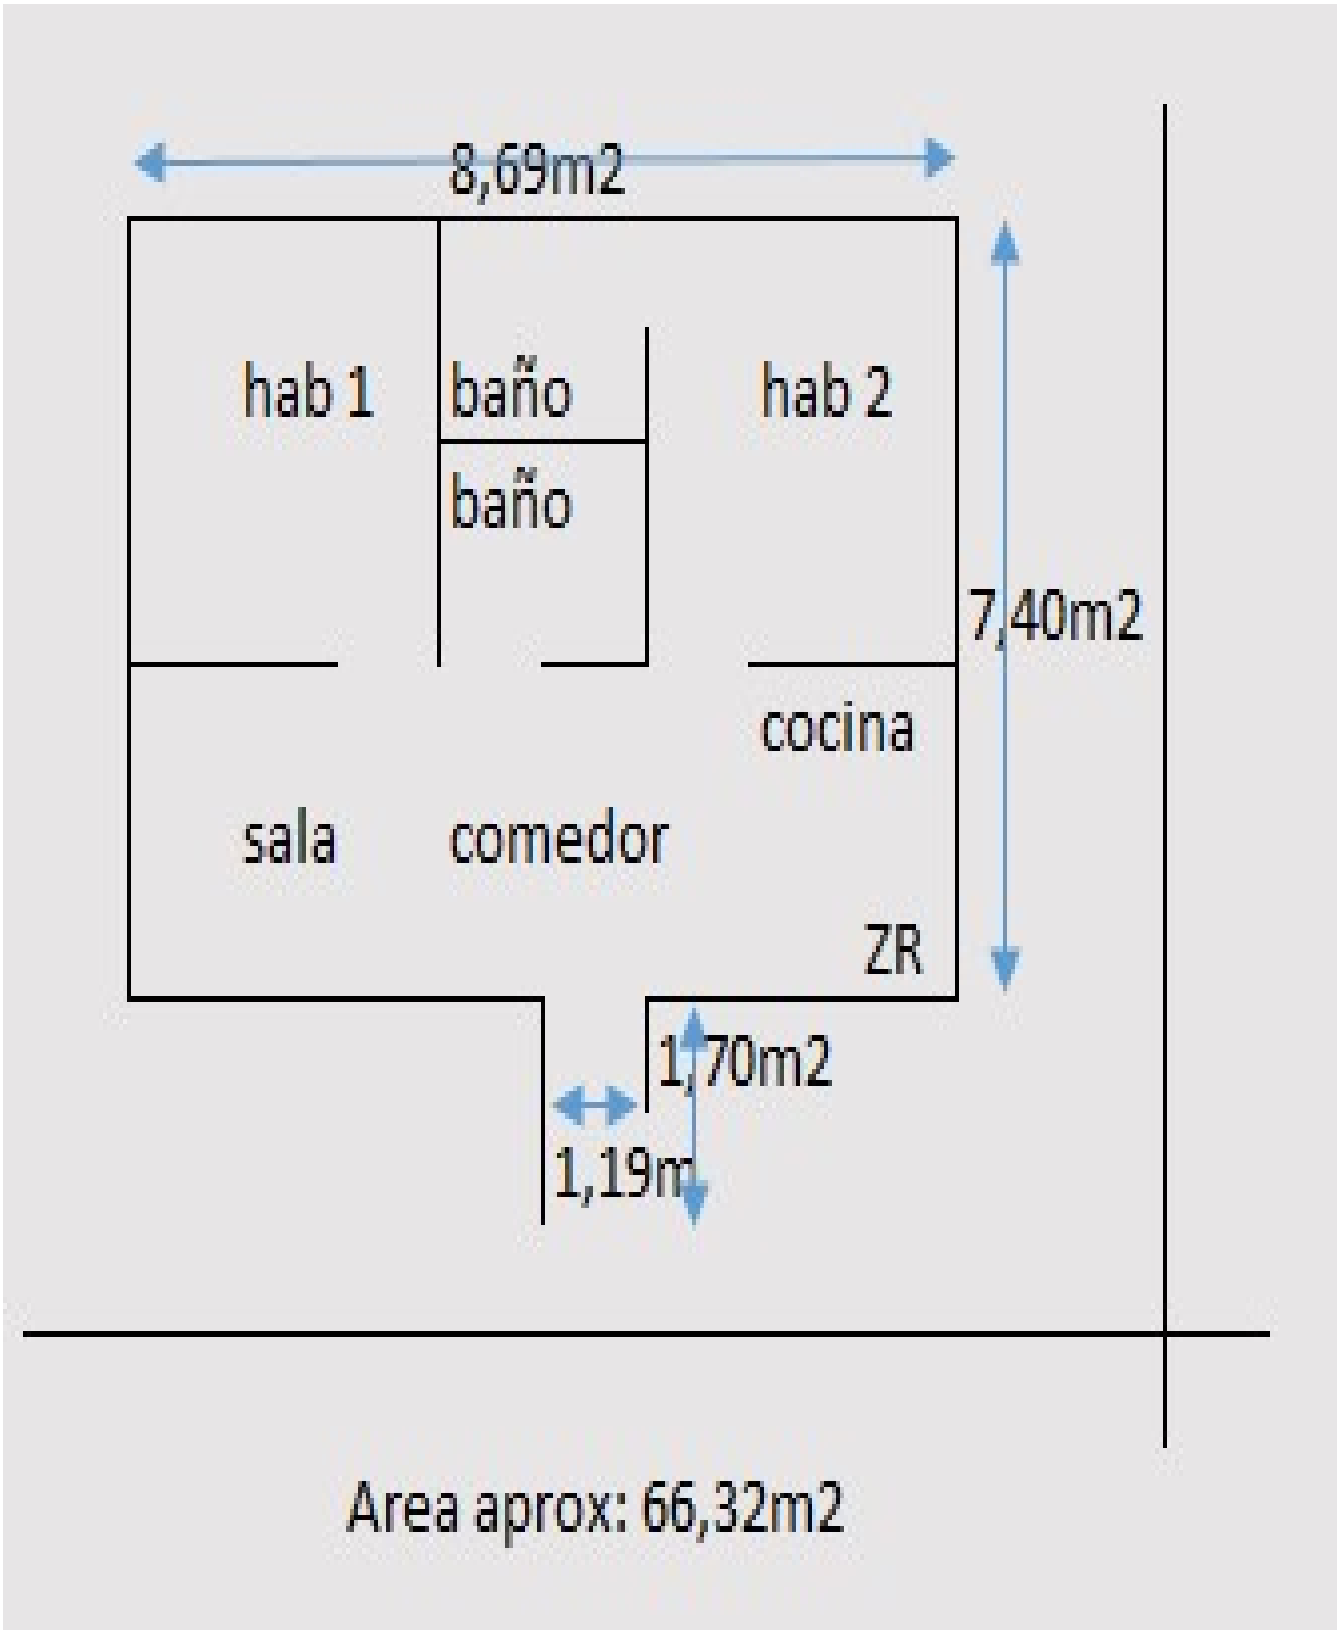 8,69m2
hab 1
baño
hab 2
baño
7,40m2
cocina
sala
comedor
ZR
1,70m2
1,19m
Area aprox: 66,32m2